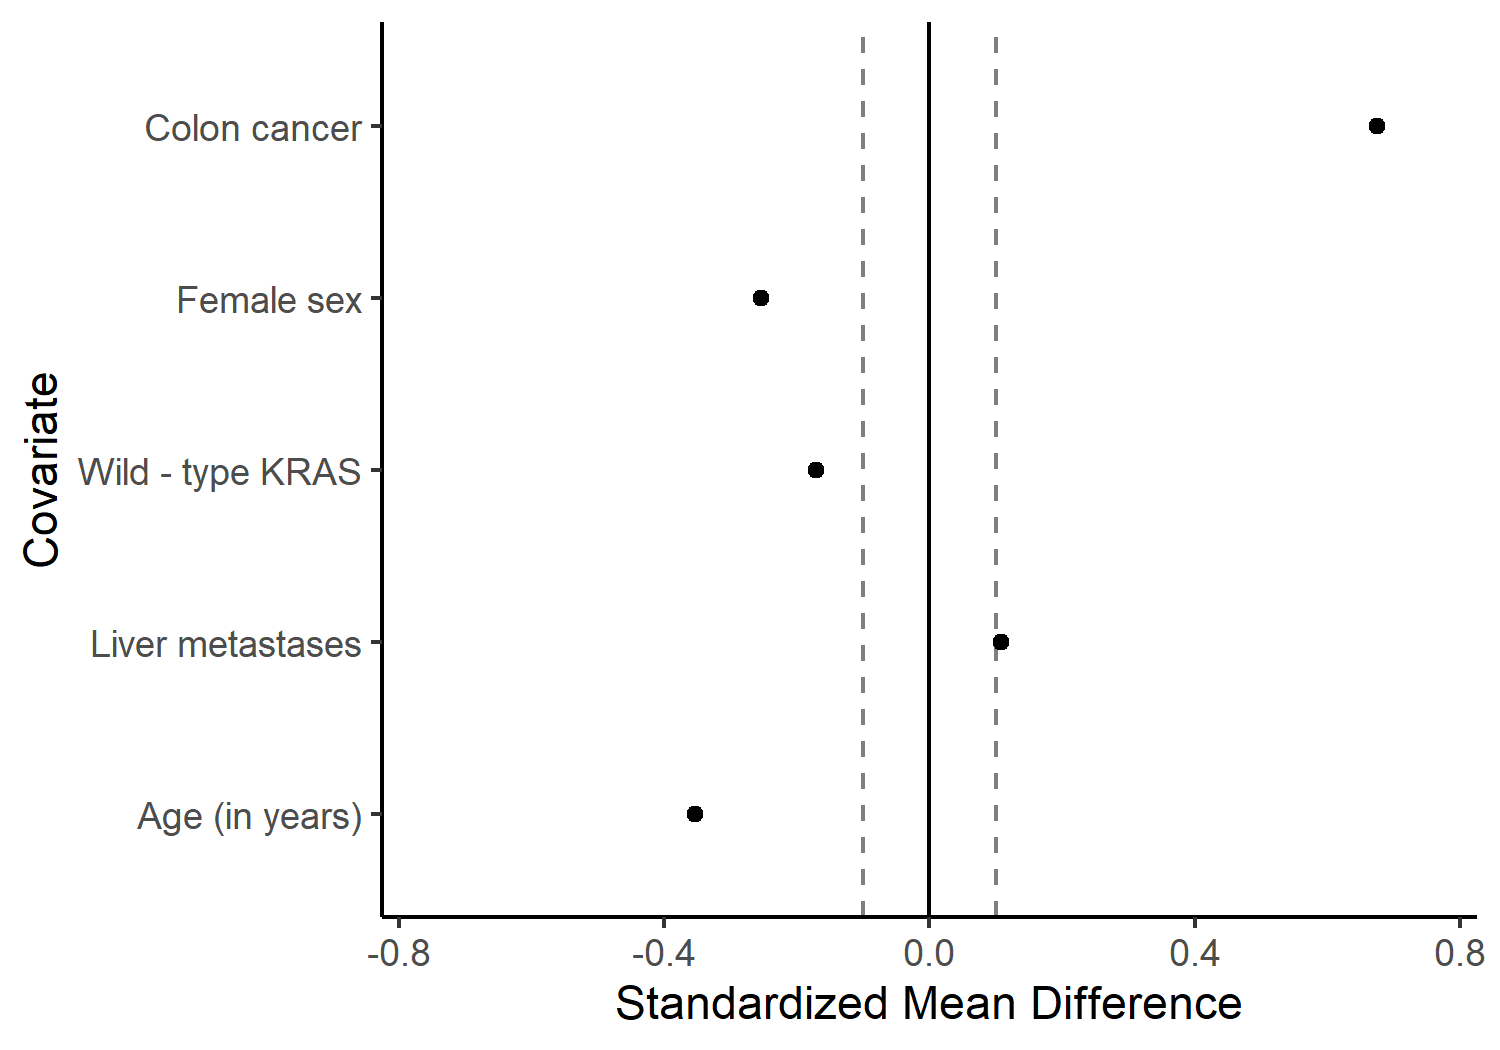 Covariate
Colon cancer
Female sex
Wild - type KRAS
Liver metastases
Age (in years)
-0.8
-0.4
0.0
0.4
0.8
Standardized Mean Difference